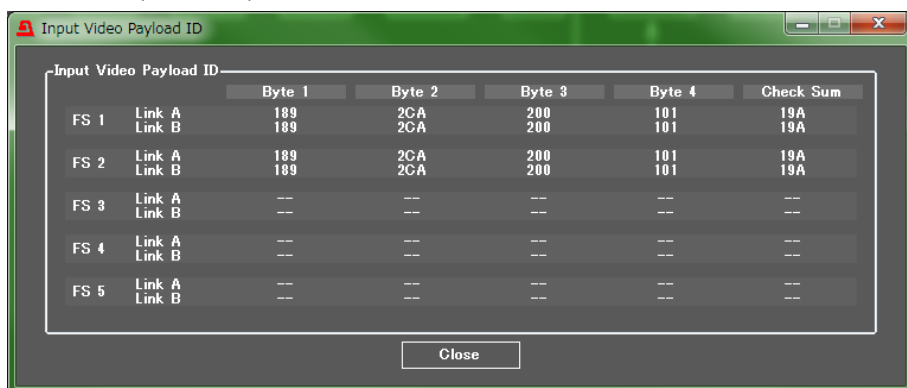 Input Video Payload ID
Input Video Payload ID
Byte 1 Byte 2 Byte 3 Byte 4 Check Sum
FS 1 Link A 189 2CA 200 101 19A
Link B 189 2CA 200 101 19A
FS 2 Link A 189 2CA 200 101 19A
Link B 189 2CA 200 101 19A
FS 3 Link A -- -- -- -- --
Link B -- -- -- -- --
FS 4 Link A -- -- -- -- --
Link B -- -- -- -- --
FS 5 Link A -- -- -- -- --
Link B -- -- -- -- --
Close